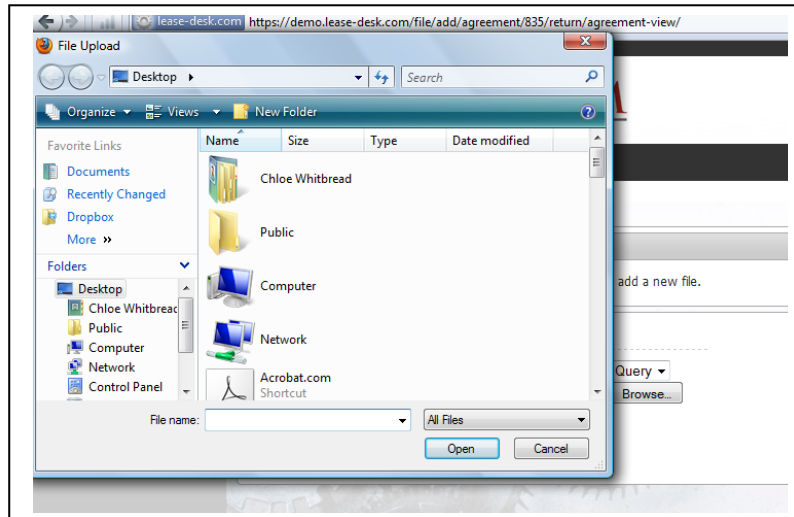 lease-desk.com https://demo.lease-desk.com/file/add/agreement/835/return/agreement-view/
File Upload
Desktop
Search
Organize Views New Folder
Favorite Links
Documents
Recently Changed
Dropbox
More »
Folders
Desktop
Chloe Whitbread
Public
Computer
Network
Control Panel
Name Size Type Date modified
Chloe Whitbread
Public
Computer
Network
Acrobat.com
Shortcut
File name:
All Files
Open Cancel
add a new file.
Query
Browse...